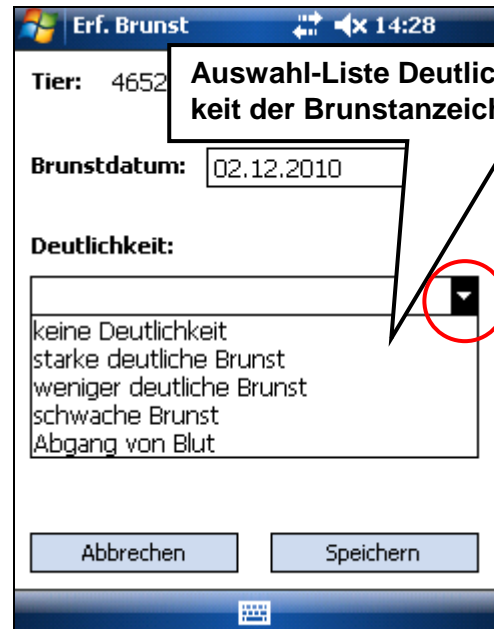 Erf. Brunst 14:28
Tier: 4652
Auswahl-Liste Deutlic
keit der Brunstanzeich
Brunstdatum: 02.12.2010
Deutlichkeit:
keine Deutlichkeit
starke deutliche Brunst
weniger deutliche Brunst
schwache Brunst
Abgang von Blut
Abbrechen Speichern